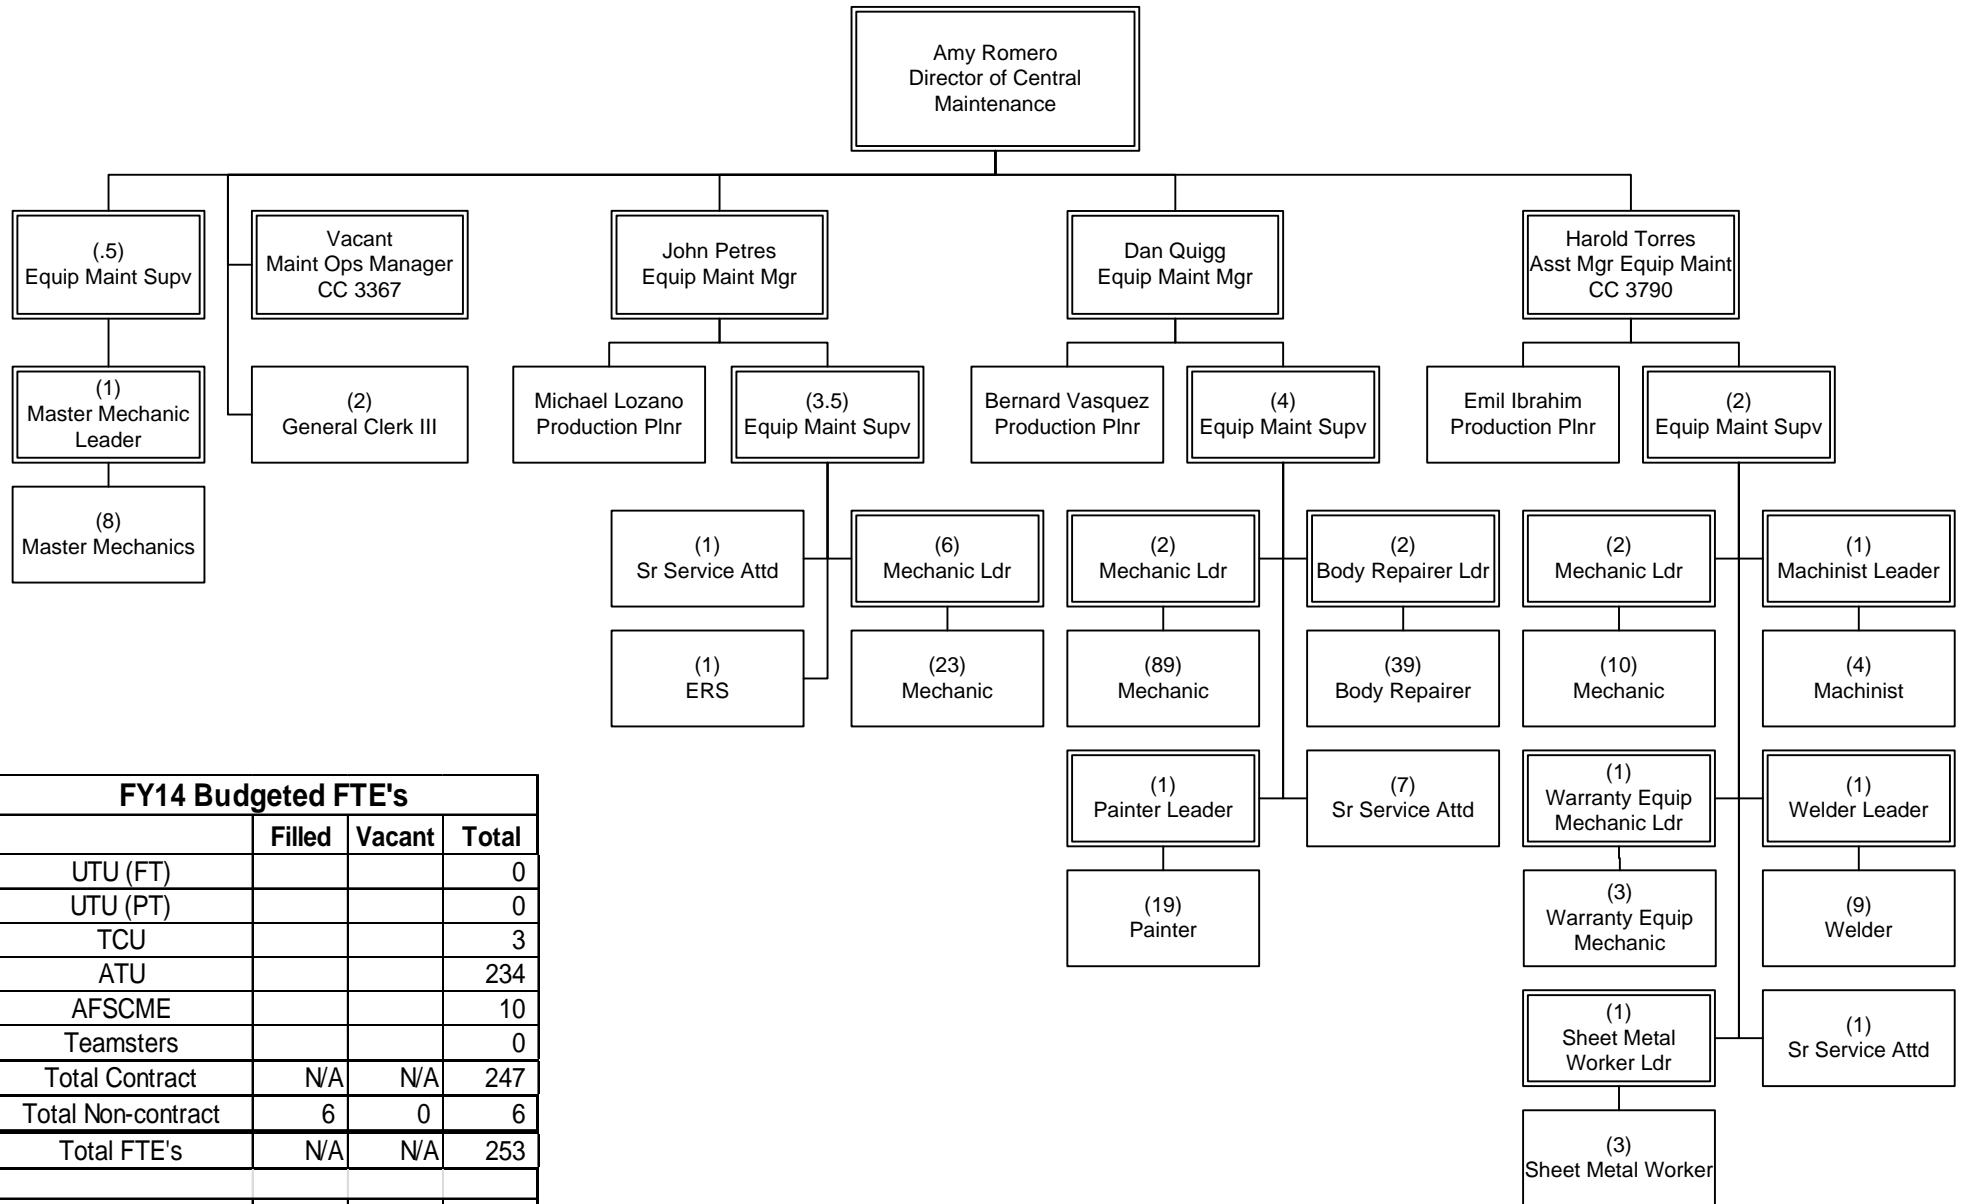 Amy Romero
Director of Central
Maintenance
(.5)
Equip Maint Supv
Vacant
Maint Ops Manager
CC 3367
John Petres
Equip Maint Mgr
Dan Quigg
Equip Maint Mgr
Harold Torres
Asst Mgr Equip Maint
CC 3790
(1)
Master Mechanic
Leader
(2)
General Clerk III
Michael Lozano
Production Plnr
(3.5)
Equip Maint Supv
Bernard Vasquez
Production Plnr
(4)
Equip Maint Supv
Emil Ibrahim
Production Plnr
(2)
Equip Maint Supv
(8)
Master Mechanics
(1)
Sr Service Attd
(6)
Mechanic Ldr
(2)
Mechanic Ldr
(2)
Body Repairer Ldr
(2)
Mechanic Ldr
(1)
Machinist Leader
(1)
ERS
(23)
Mechanic
(89)
Mechanic
(39)
Body Repairer
(10)
Mechanic
(4)
Machinist
(1)
Painter Leader
(7)
Sr Service Attd
(1)
Warranty Equip
Mechanic Ldr
(1)
Welder Leader
(19)
Painter
(3)
Warranty Equip
Mechanic
(9)
Welder
(1)
Sheet Metal
Worker Ldr
(1)
Sr Service Attd
(3)
Sheet Metal Worker
FY14 Budgeted FTE's
Filled Vacant Total
UTU (FT) 0
UTU (PT) 0
TCU 3
ATU 234
AFSCME 10
Teamsters 0
Total Contract N/A N/A 247
Total Non-contract 6 0 6
Total FTE's N/A N/A 253